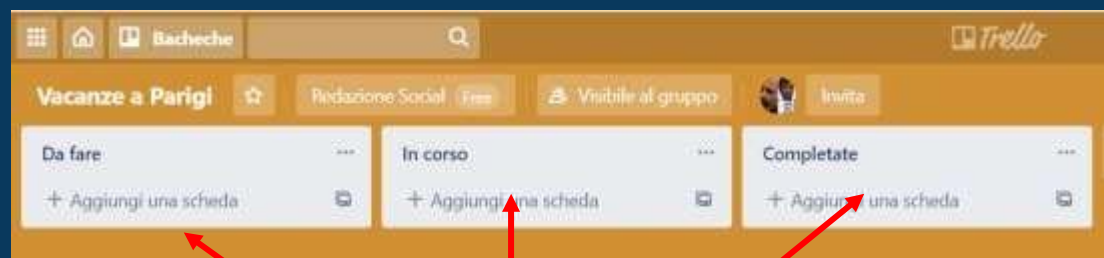 Bacheche Trello
Vacanze a Parigi Redazione Social Free Visibile al gruppo Invita
Da fare ... In corso ... Completate ...
+ Aggiungi una scheda + Aggiungi una scheda + Aggiungi una scheda